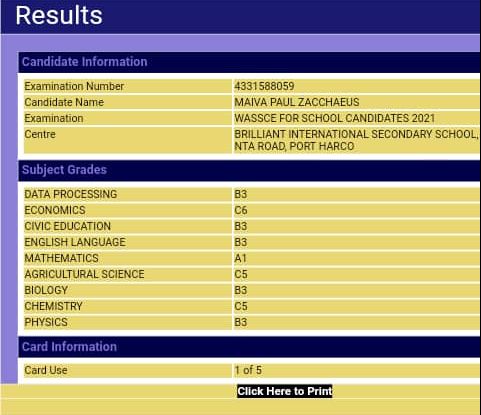 Results
Candidate Information
Examination Number 4331588059
Candidate Name MAIVA PAUL ZACCHAEUS
Examination WASSCE FOR SCHOOL CANDIDATES 2021
Centre BRILLIANT INTERNATIONAL SECONDARY SCHOOL,
NTA ROAD, PORT HARCO
Subject Grades
DATA PROCESSING B3
ECONOMICS C6
CIVIC EDUCATION B3
ENGLISH LANGUAGE B3
MATHEMATICS A1
AGRICULTURAL SCIENCE C5
BIOLOGY B3
CHEMISTRY C5
PHYSICS B3
Card Information
Card Use 1 of 5
Click Here to Print